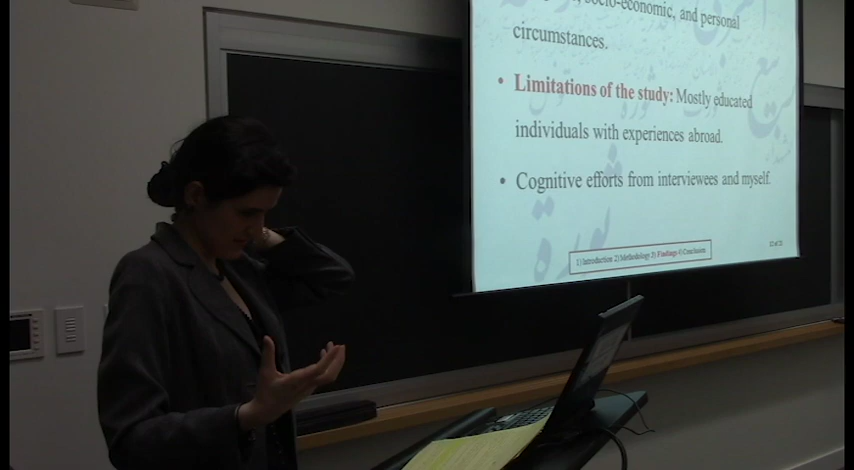 socio-economic, and personal
circumstances.
• Limitations of the study: Mostly educated
individuals with experiences abroad.
• Cognitive efforts from interviewees and myself.
1) Introduction 2) Methodology 3) Findings 4) Conclusion